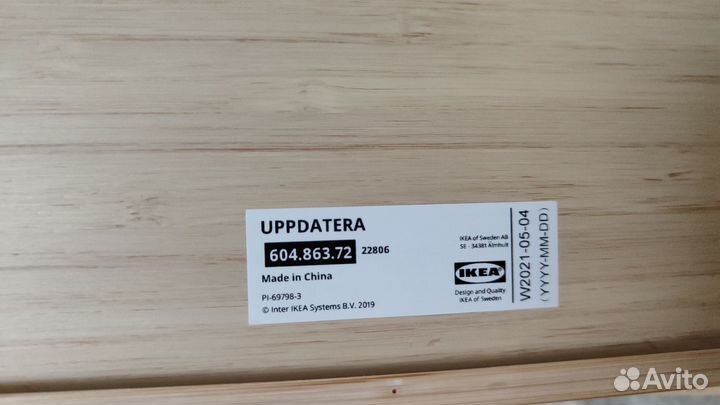 UPPDATERA
604.863.72 22806
Made in China
PI-69798-3
© Inter IKEA Systems B.V. 2019
IKEA of Sweden AB
SE - 34381 Älmhult
IKEA
Design and Quality
IKEA of Sweden
W2021-05-04
(YYYY-MM-DD)
Avito